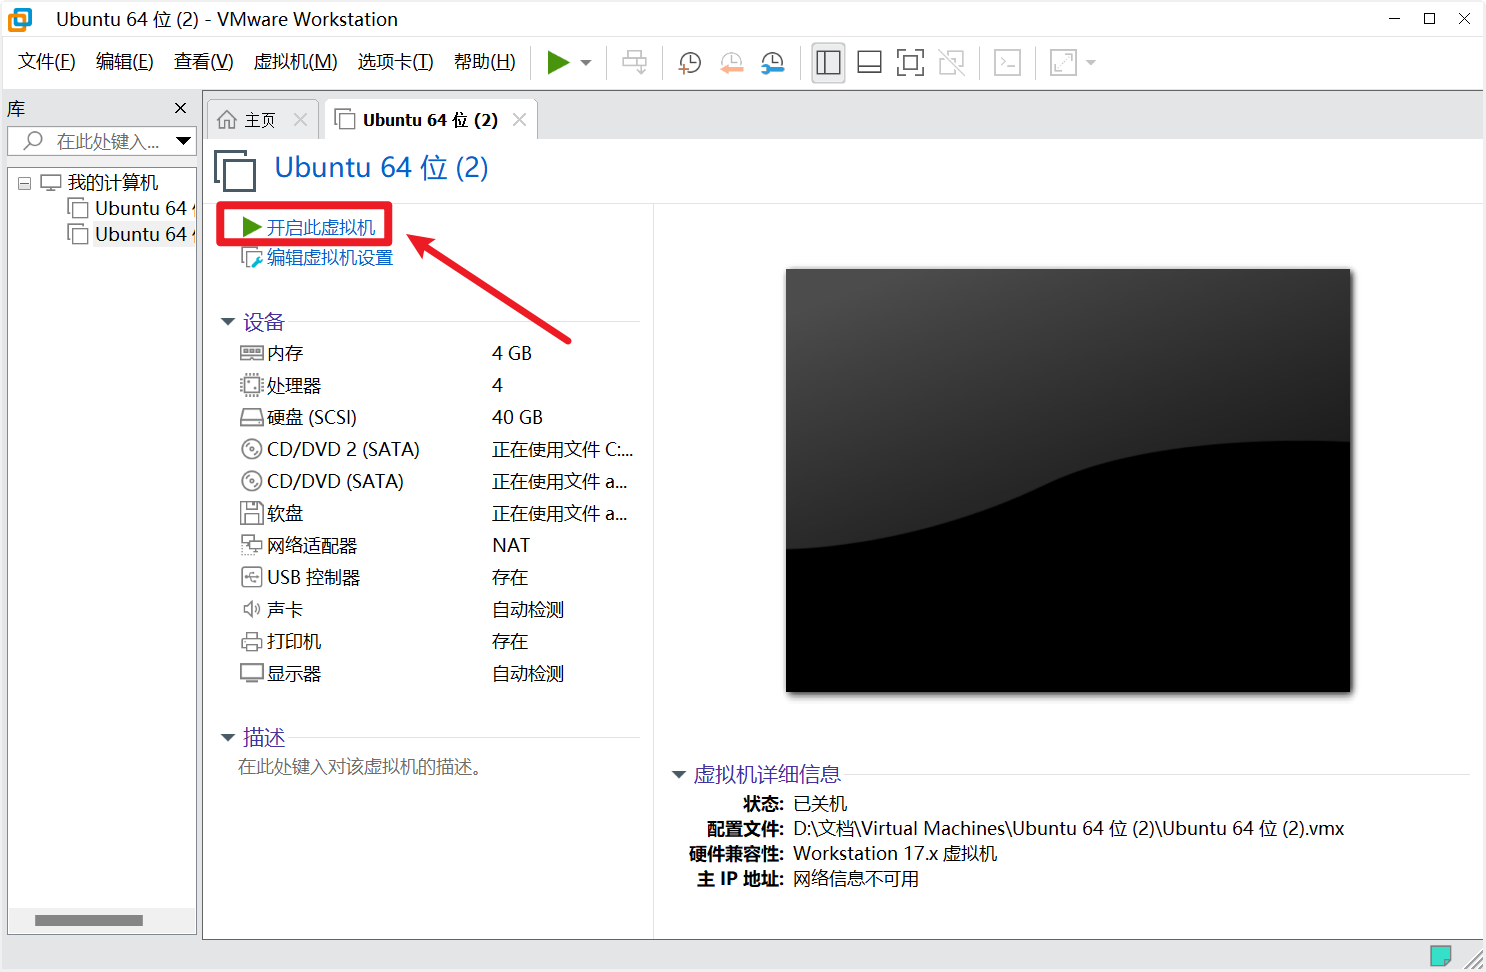 Ubuntu 64 位 (2) - VMware Workstation
文件(F) 编辑(E) 查看(V) 虚拟机(M) 选项卡(T) 帮助(H)
库
在此处键入...
我的计算机
Ubuntu 64
Ubuntu 64
主页
Ubuntu 64 位 (2)
Ubuntu 64 位 (2)
开启此虚拟机
编辑虚拟机设置
设备
内存 4 GB
处理器 4
硬盘 (SCSI) 40 GB
CD/DVD 2 (SATA) 正在使用文件 C:...
CD/DVD (SATA) 正在使用文件 a...
软盘 正在使用文件 a...
网络适配器 NAT
USB 控制器 存在
声卡 自动检测
打印机 存在
显示器 自动检测
描述
在此处键入对该虚拟机的描述。
虚拟机详细信息
状态: 已关机
配置文件: D:\文档\Virtual Machines\Ubuntu 64 位 (2)\Ubuntu 64 位 (2).vmx
硬件兼容性: Workstation 17.x 虚拟机
主 IP 地址: 网络信息不可用